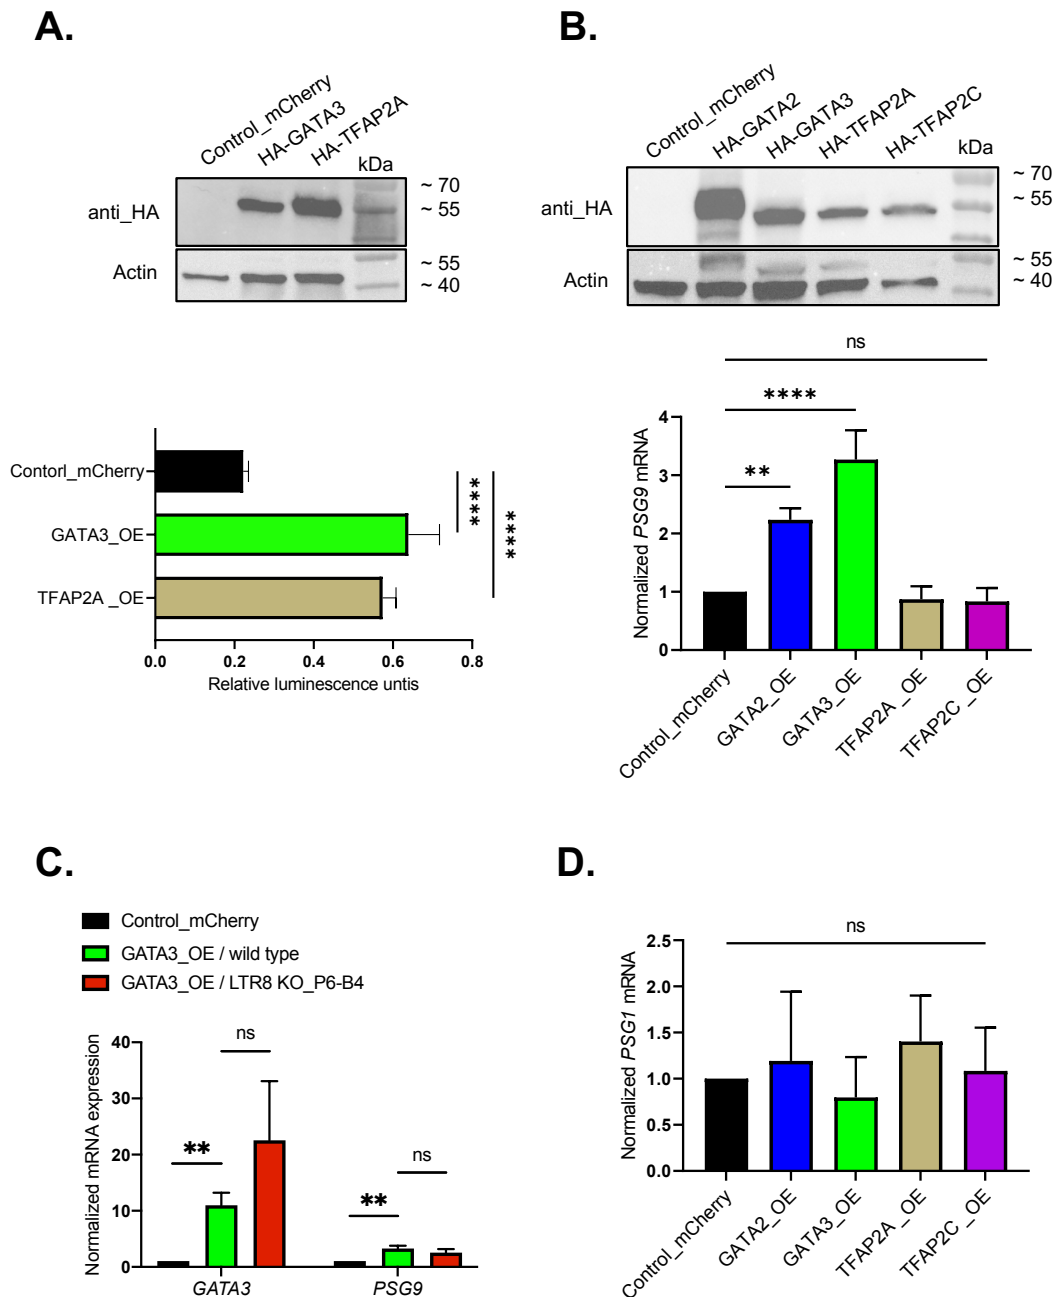 A.
Control_mCherry
HA-GATA3
HA-TFAP2A
kDa
anti_HA
~ 70
~ 55
Actin
~ 55
~ 40
Contorl_mCherry
GATA3_OE
TFAP2A _OE
****
****
0.0 0.2 0.4 0.6 0.8
Relative luminescence untis
B.
Control_mCherry
HA-GATA2
HA-GATA3
HA-TFAP2A
HA-TFAP2C
kDa
anti_HA
~ 70
~ 55
Actin
~ 55
~ 40
ns
****
**
4
3
2
1
0
Normalized PSG9 mRNA
Control_mCherry
GATA2_OE
GATA3_OE
TFAP2A _OE
TFAP2C _OE
C.
Control_mCherry
GATA3_OE / wild type
GATA3_OE / LTR8 KO_P6-B4
ns
**
ns
**
40
30
20
10
0
Normalized mRNA expression
GATA3 PSG9
D.
ns
2.5
2.0
1.5
1.0
0.5
0.0
Normalized PSG1 mRNA
Control_mCherry
GATA2_OE
GATA3_OE
TFAP2A _OE
TFAP2C _OE